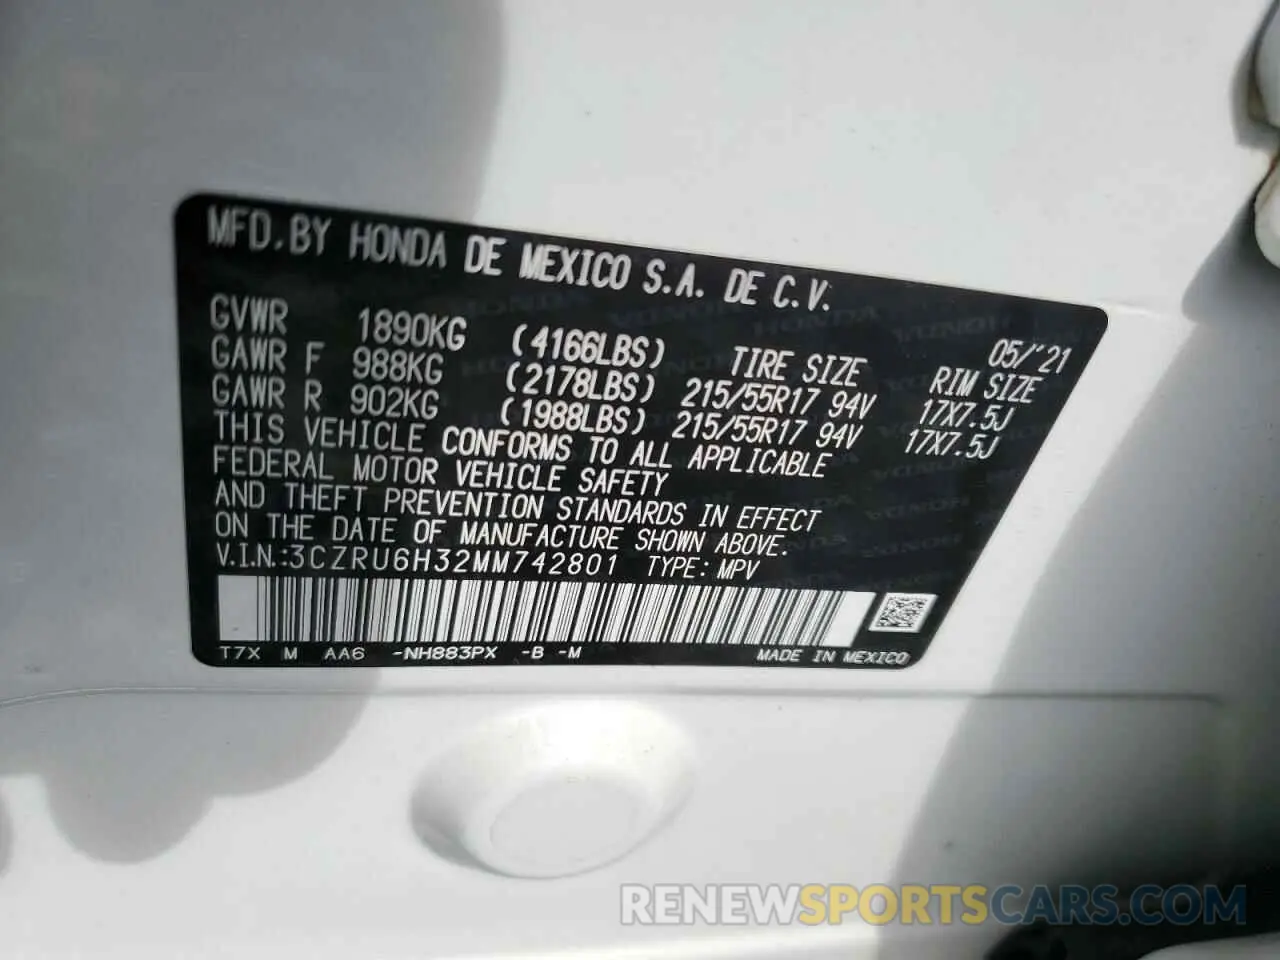 MFD.BY HONDA DE MEXICO S.A. DE C.V.
05/'21
GVWR 1890KG (4166LBS) TIRE SIZE RIM SIZE
GAWR F 988KG (2178LBS) 215/55R17 94V 17X7.5J
GAWR R 902KG (1988LBS) 215/55R17 94V 17X7.5J
THIS VEHICLE CONFORMS TO ALL APPLICABLE
FEDERAL MOTOR VEHICLE SAFETY
AND THEFT PREVENTION STANDARDS IN EFFECT
ON THE DATE OF MANUFACTURE SHOWN ABOVE.
V.I.N.:3CZRU6H32MM742801 TYPE: MPV
T7X M AA6 -NH883PX -B -M MADE IN MEXICO
RENEWSPORTSCARS.COM